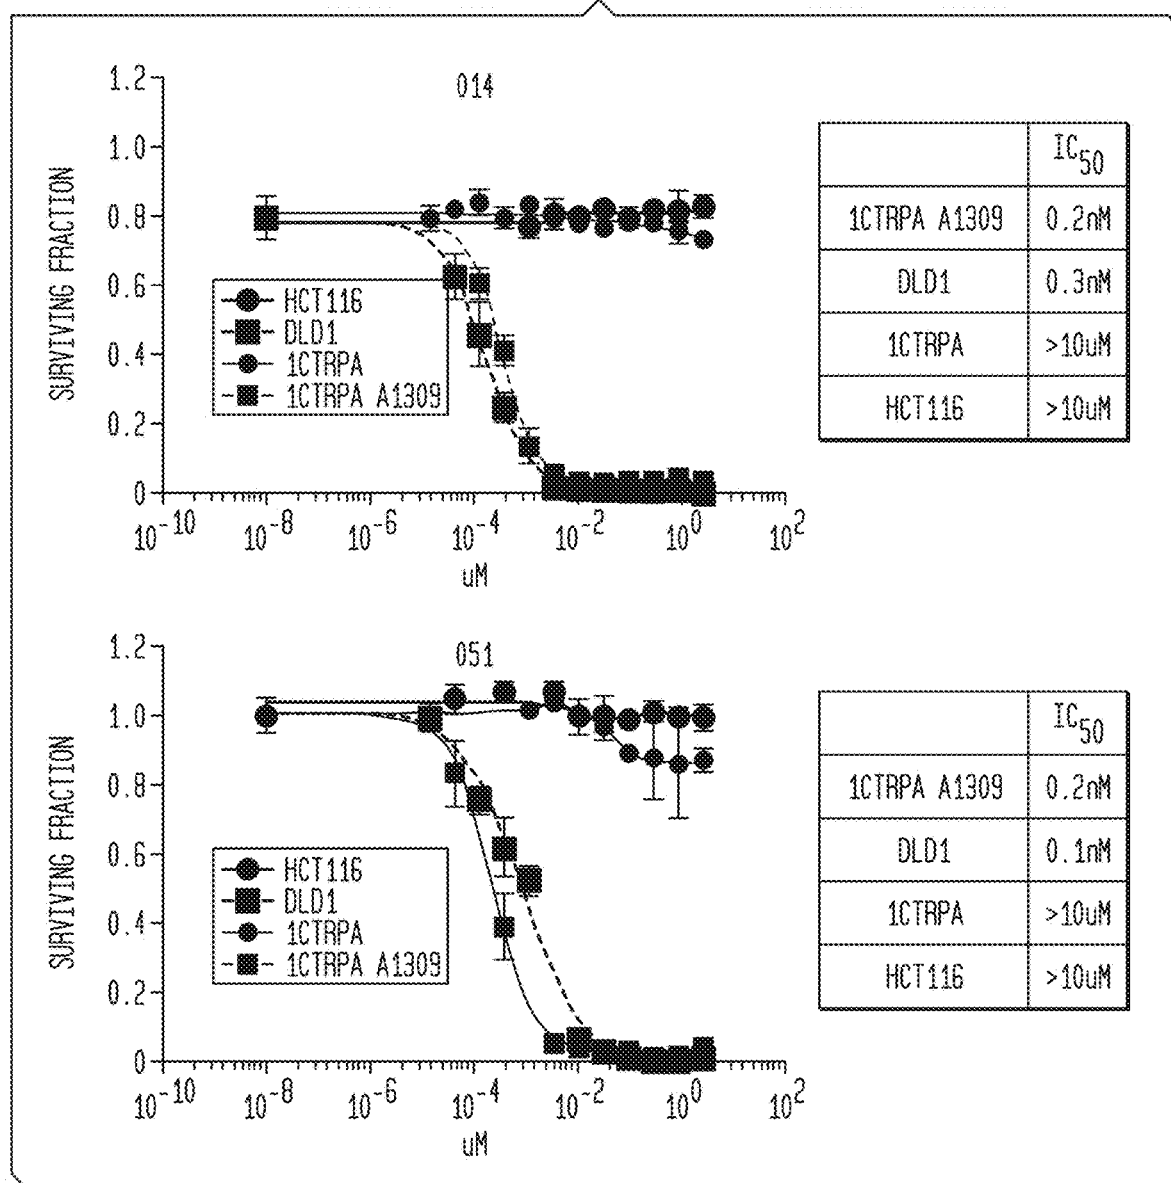 014
1.2
1.0
0.8
0.6
0.4
0.2
0
SURVIVING FRACTION
HCT116
DLD1
1CTRPA
1CTRPA A1309
10-10 10-8 10-6 10-4 10-2 100 102
uM
IC50
1CTRPA A1309 0.2nM
DLD1 0.3nM
1CTRPA >10uM
HCT116 >10uM
051
1.2
1.0
0.8
0.6
0.4
0.2
0
SURVIVING FRACTION
HCT116
DLD1
1CTRPA
1CTRPA A1309
10-10 10-8 10-6 10-4 10-2 100 102
uM
IC50
1CTRPA A1309 0.2nM
DLD1 0.1nM
1CTRPA >10uM
HCT116 >10uM